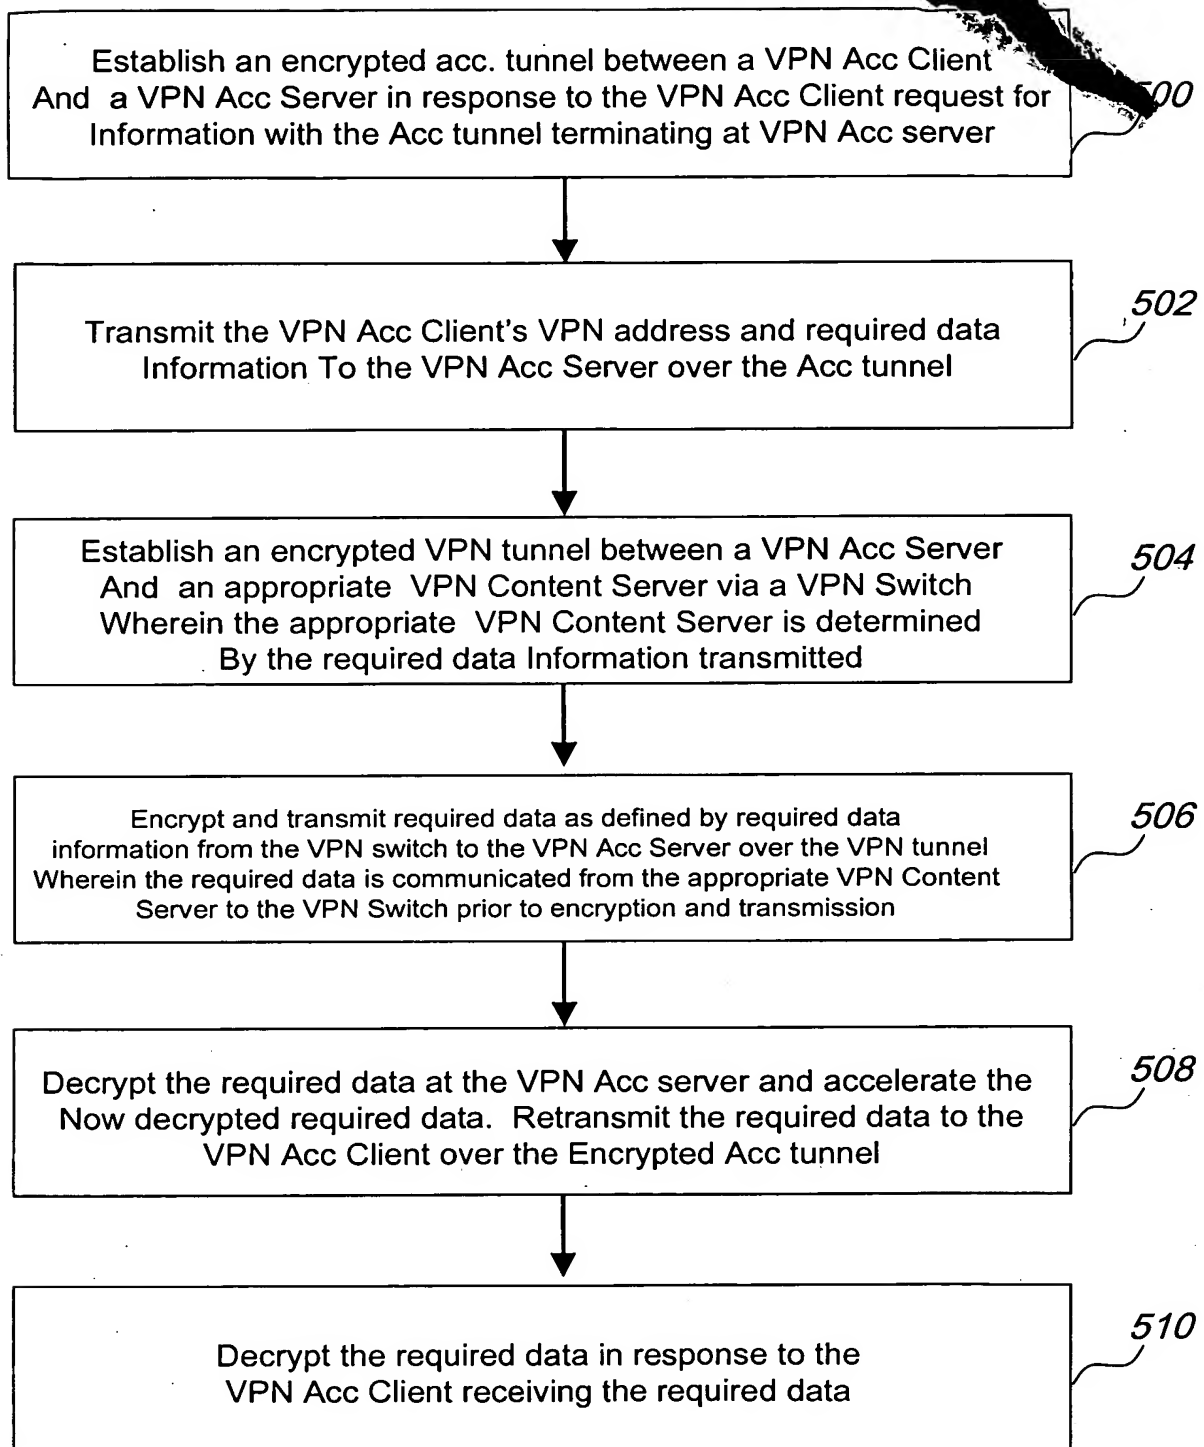 Establish an encrypted acc. tunnel between a VPN Acc Client
And a VPN Acc Server in response to the VPN Acc Client request for
Information with the Acc tunnel terminating at VPN Acc server
Transmit the VPN Acc Client's VPN address and required data
Information To the VPN Acc Server over the Acc tunnel
502
Establish an encrypted VPN tunnel between a VPN Acc Server
And an appropriate VPN Content Server via a VPN Switch
Wherein the appropriate VPN Content Server is determined
By the required data Information transmitted
504
Encrypt and transmit required data as defined by required data
information from the VPN switch to the VPN Acc Server over the VPN tunnel
Wherein the required data is communicated from the appropriate VPN Content
Server to the VPN Switch prior to encryption and transmission
506
Decrypt the required data at the VPN Acc server and accelerate the
Now decrypted required data. Retransmit the required data to the
VPN Acc Client over the Encrypted Acc tunnel
508
Decrypt the required data in response to the
VPN Acc Client receiving the required data
510